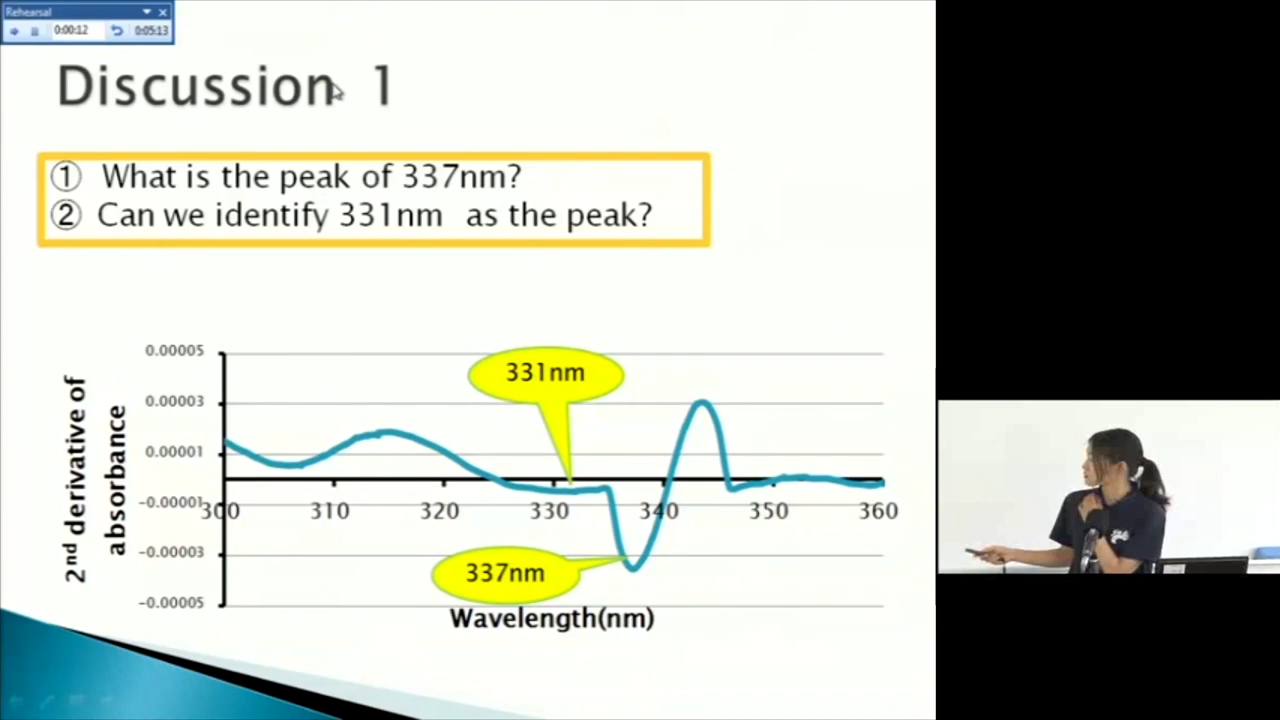 Rehearsal
0:00:12
0:05:13
Discussion 1
① What is the peak of 337nm?
② Can we identify 331nm as the peak?
2nd derivative of
absorbance
0.00005
0.00003
0.00001
-0.00001
-0.00003
-0.00005
300 310 320 330 340 350 360
331nm
337nm
Wavelength(nm)